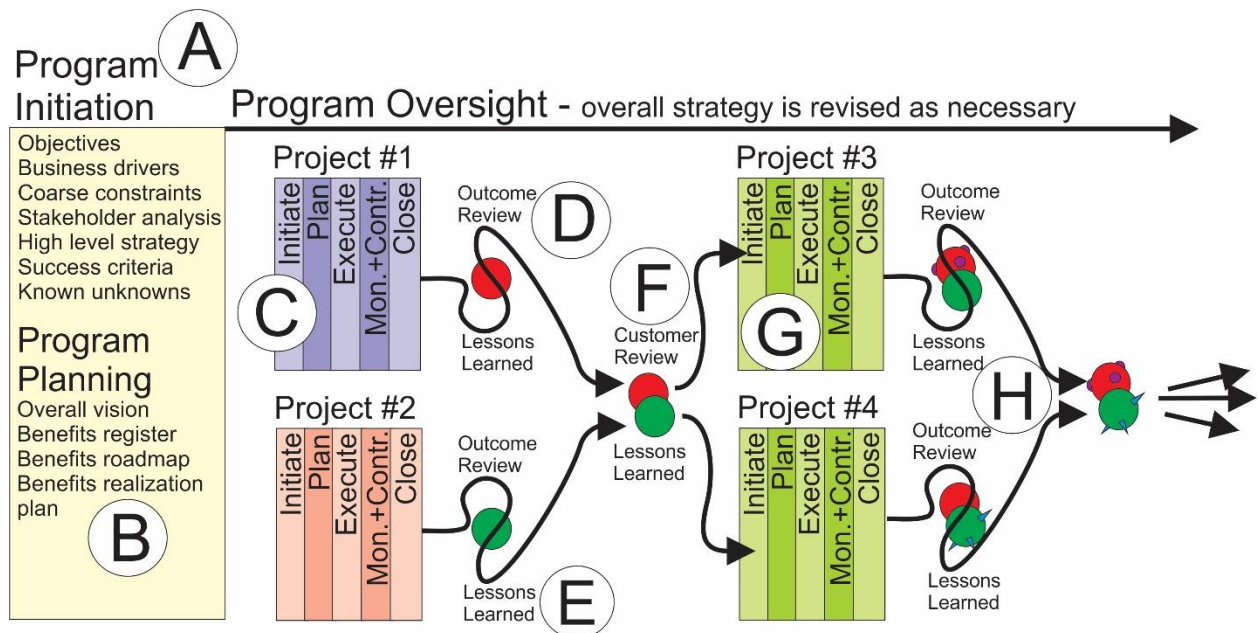 A
Program
Initiation
Program Oversight - overall strategy is revised as necessary
Objectives
Business drivers
Coarse constraints
Stakeholder analysis
High level strategy
Success criteria
Known unknowns
Program
Planning
Overall vision
Benefits register
Benefits roadmap
Benefits realization
plan
B
Project #1
Initiate
Plan
Execute
Mon.+Contr.
Close
C
Outcome
Review
D
Lessons
Learned
Project #2
Initiate
Plan
Execute
Mon.+Contr.
Close
Outcome
Review
Lessons
Learned
E
F
Customer
Review
Lessons
Learned
Project #3
Initiate
Plan
Execute
Mon.+Contr.
Close
G
Outcome
Review
Lessons
Learned
Project #4
Initiate
Plan
Execute
Mon.+Contr.
Close
Outcome
Review
Lessons
Learned
H